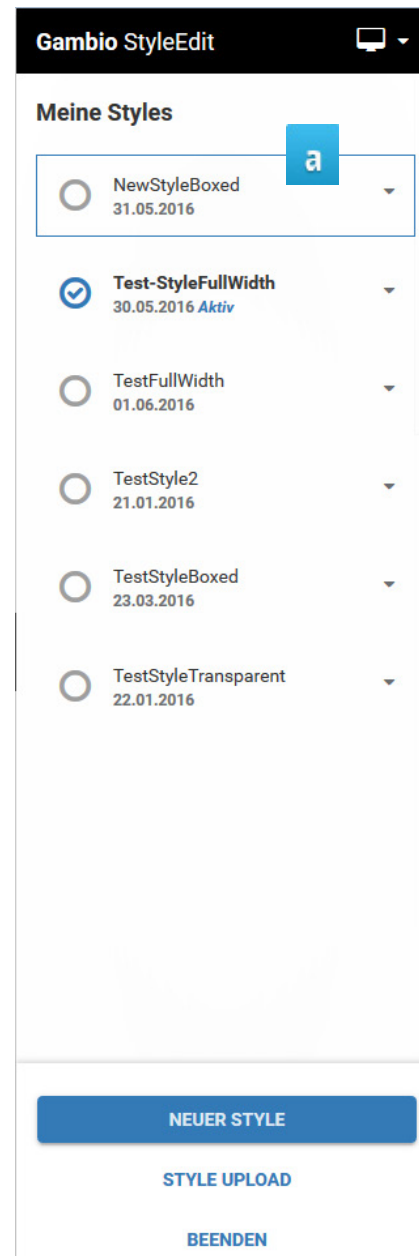 Gambio StyleEdit
Meine Styles
a
NewStyleBoxed
31.05.2016
Test-StyleFullWidth
30.05.2016 Aktiv
TestFullWidth
01.06.2016
TestStyle2
21.01.2016
TestStyleBoxed
23.03.2016
TestStyleTransparent
22.01.2016
NEUER STYLE
STYLE UPLOAD
BEENDEN